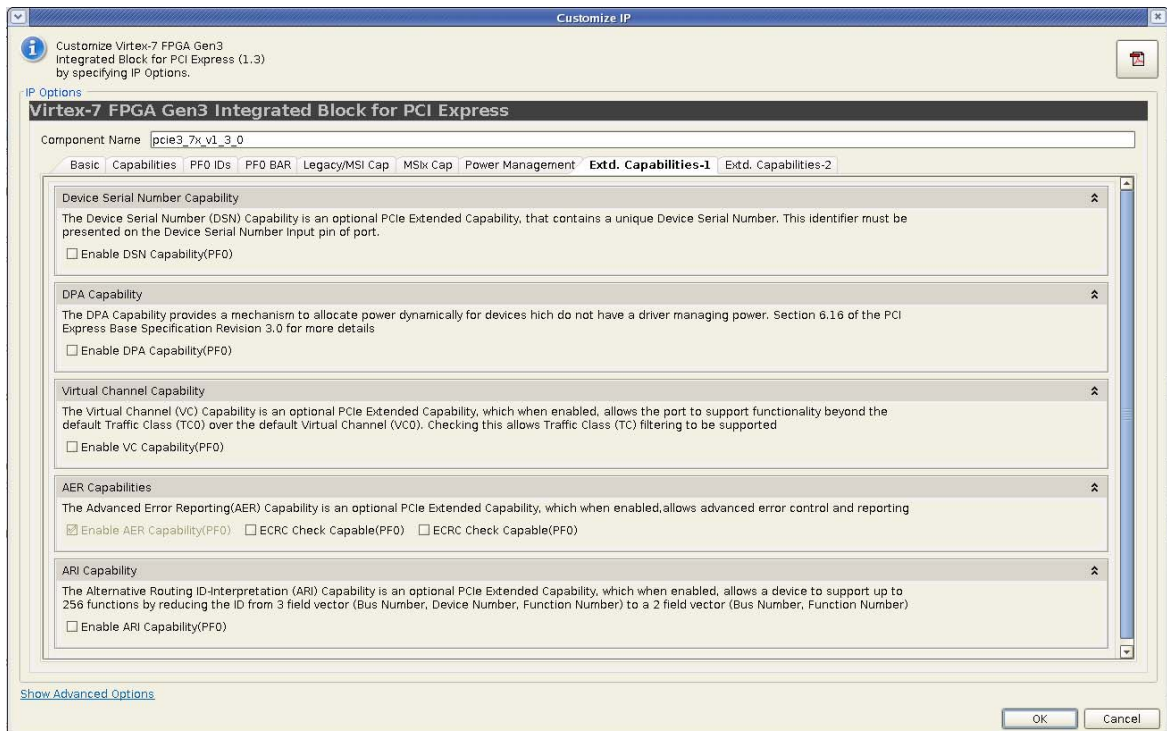 Customize IP
Customize Virtex-7 FPGA Gen3
Integrated Block for PCI Express (1.3)
by specifying IP Options.
IP Options
Virtex-7 FPGA Gen3 Integrated Block for PCI Express
Component Name pcie3_7x_v1_3_0
Basic Capabilities PF0 IDs PF0 BAR Legacy/MSI Cap MSIx Cap Power Management Extd. Capabilities-1 Extd. Capabilities-2
Device Serial Number Capability
The Device Serial Number (DSN) Capability is an optional PCIe Extended Capability, that contains a unique Device Serial Number. This identifier must be
presented on the Device Serial Number Input pin of port.
Enable DSN Capability(PF0)
DPA Capability
The DPA Capability provides a mechanism to allocate power dynamically for devices hich do not have a driver managing power. Section 6.16 of the PCI
Express Base Specification Revision 3.0 for more details
Enable DPA Capability(PF0)
Virtual Channel Capability
The Virtual Channel (VC) Capability is an optional PCIe Extended Capability, which when enabled, allows the port to support functionality beyond the
default Traffic Class (TC0) over the default Virtual Channel (VC0). Checking this allows Traffic Class (TC) filtering to be supported
Enable VC Capability(PF0)
AER Capabilities
The Advanced Error Reporting(AER) Capability is an optional PCIe Extended Capability, which when enabled,allows advanced error control and reporting
Enable AER Capability(PF0) ECRC Check Capable(PF0) ECRC Check Capable(PF0)
ARI Capability
The Alternative Routing ID-Interpretation (ARI) Capability is an optional PCIe Extended Capability, which when enabled, allows a device to support up to
256 functions by reducing the ID from 3 field vector (Bus Number, Device Number, Function Number) to a 2 field vector (Bus Number, Function Number)
Enable ARI Capability(PF0)
Show Advanced Options
OK Cancel